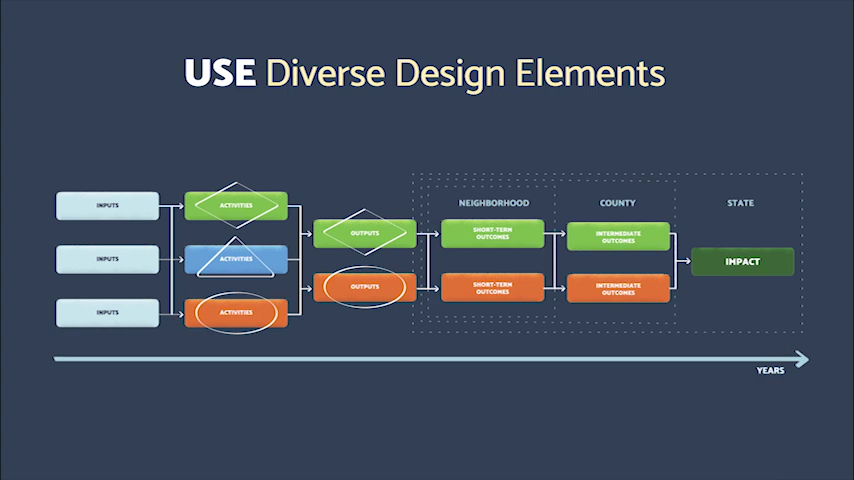 USE Diverse Design Elements
NEIGHBORHOOD
COUNTY
STATE
INPUTS
ACTIVITIES
OUTPUTS
SHORT-TERM
OUTCOMES
INTERMEDIATE
OUTCOMES
INPUTS
ACTIVITIES
IMPACT
INPUTS
ACTIVITIES
OUTPUTS
SHORT-TERM
OUTCOMES
INTERMEDIATE
OUTCOMES
YEARS